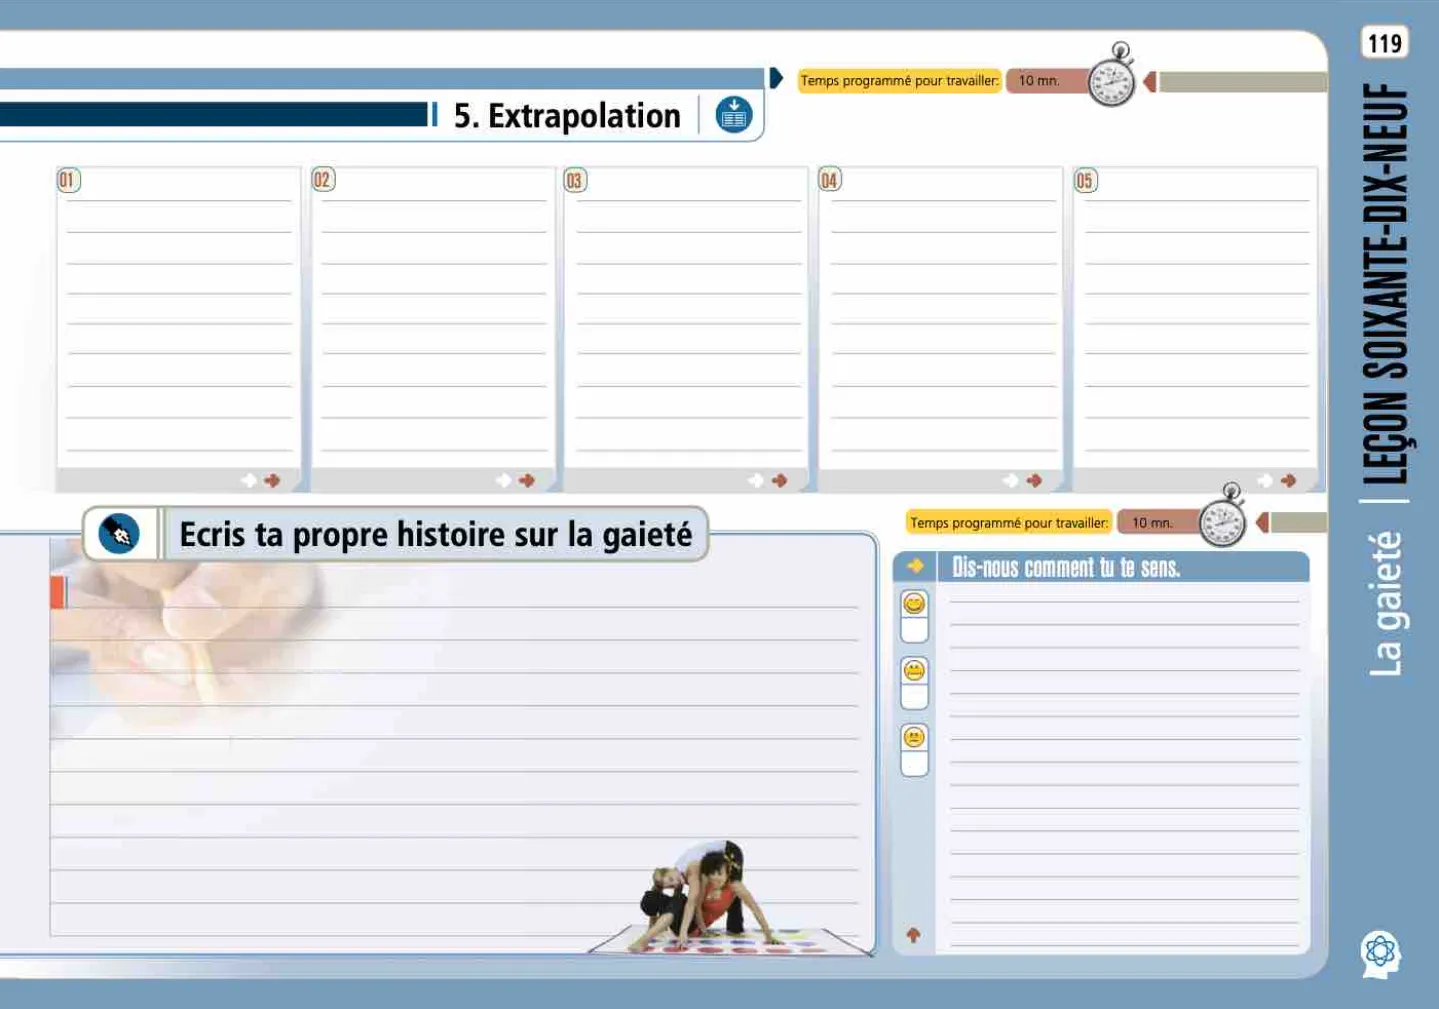 119
Temps programmé pour travailler:
10 mn.
5. Extrapolation
01
02
03
04
05
Ecris ta propre histoire sur la gaieté
Temps programmé pour travailler:
10 mn.
Dis-nous comment tu te sens.
LEÇON SOIXANTE-DIX-NEUF
La gaieté